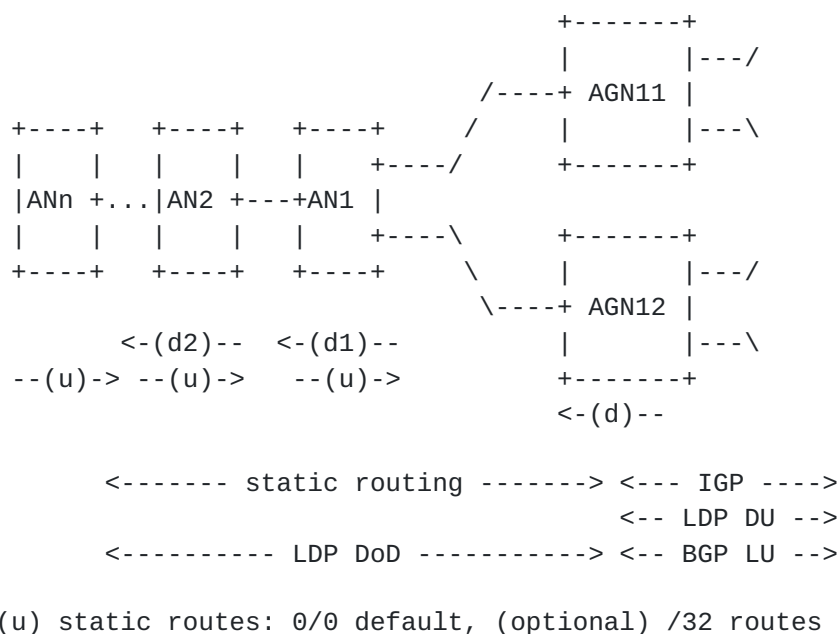 +-------+
                                     |       |---/
                                /----+ AGN11 |
+----+   +----+   +----+       /     |       |---\
|    |   |    |   |    +----/        +-------+
|ANn +...|AN2 +---+AN1 |
|    |   |    |   |    +----\        +-------+
+----+   +----+   +----+       \     |       |---/
                                \----+ AGN12 |
       <-(d2)--  <-(d1)--            |       |---\
--(u)-> --(u)->   --(u)->            +-------+
                                     <-(d)--
<------- static routing -------> <--- IGP ---->
<-- LDP DU -->
<---------- LDP DoD -----------> <-- BGP LU -->
(u) static routes: 0/0 default, (optional) /32 routes